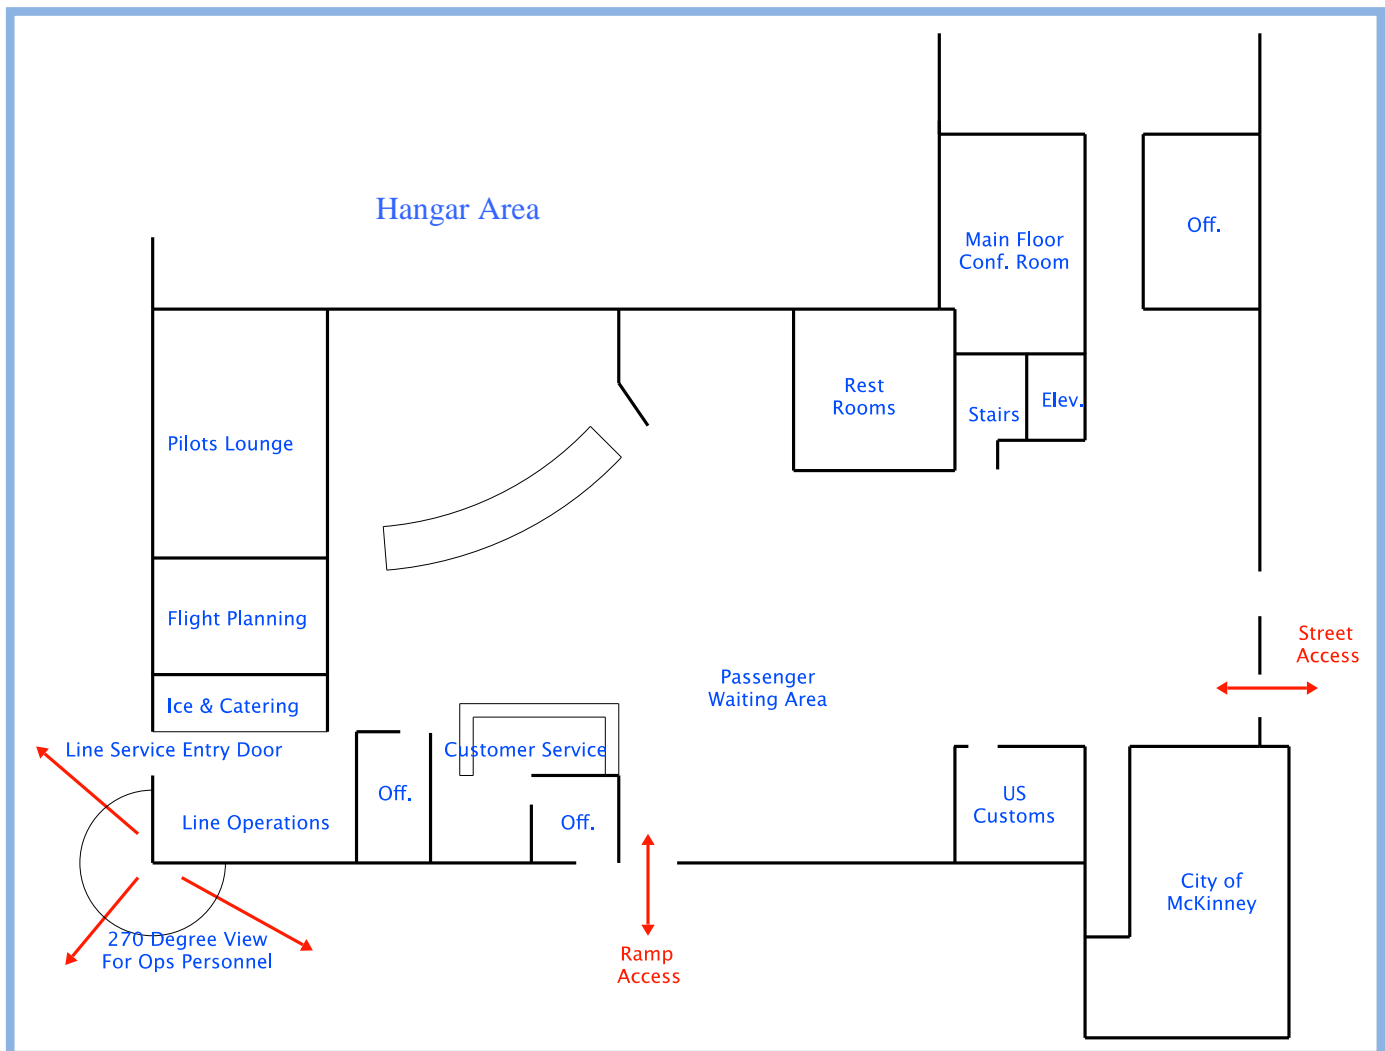 Hangar Area
Main Floor
Conf. Room
Off.
Rest
Rooms
Stairs
Elev.
Pilots Lounge
Flight Planning
Street
Access
Passenger
Waiting Area
Ice & Catering
Line Service Entry Door
Customer Service
Off.
US
Customs
Line Operations
Off.
City of
McKinney
270 Degree View
For Ops Personnel
Ramp
Access